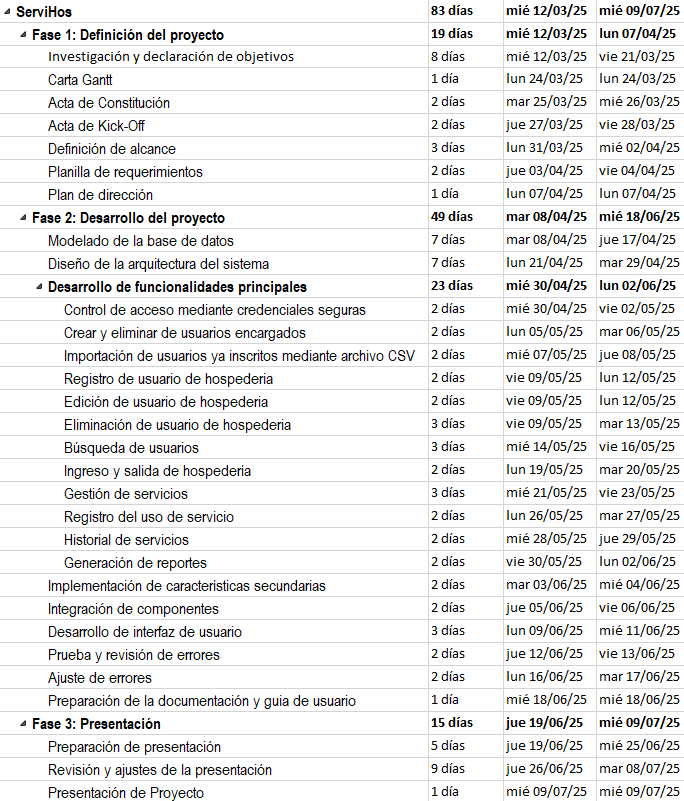 ServiHos 83 días mié 12/03/25 mié 09/07/25
Fase 1: Definición del proyecto 19 días mié 12/03/25 lun 07/04/25
Investigación y declaración de objetivos 8 días mié 12/03/25 vie 21/03/25
Carta Gantt 1 día lun 24/03/25 lun 24/03/25
Acta de Constitución 2 días mar 25/03/25 mié 26/03/25
Acta de Kick-Off 2 días jue 27/03/25 vie 28/03/25
Definición de alcance 3 días lun 31/03/25 mié 02/04/25
Planilla de requerimientos 2 días jue 03/04/25 vie 04/04/25
Plan de dirección 1 día lun 07/04/25 lun 07/04/25
Fase 2: Desarrollo del proyecto 49 días mar 08/04/25 mié 18/06/25
Modelado de la base de datos 7 días mar 08/04/25 jue 17/04/25
Diseño de la arquitectura del sistema 7 días lun 21/04/25 mar 29/04/25
Desarrollo de funcionalidades principales 23 días mié 30/04/25 lun 02/06/25
Control de acceso mediante credenciales seguras 2 días mié 30/04/25 vie 02/05/25
Crear y eliminar de usuarios encargados 2 días lun 05/05/25 mar 06/05/25
Importación de usuarios ya inscritos mediante archivo CSV 2 días mié 07/05/25 jue 08/05/25
Registro de usuario de hospederia 2 días vie 09/05/25 lun 12/05/25
Edición de usuario de hospederia 2 días vie 09/05/25 lun 12/05/25
Eliminación de usuario de hospederia 3 días vie 09/05/25 mar 13/05/25
Búsqueda de usuarios 3 días mié 14/05/25 vie 16/05/25
Ingreso y salida de hospederia 2 días lun 19/05/25 mar 20/05/25
Gestión de servicios 3 días mié 21/05/25 vie 23/05/25
Registro del uso de servicio 2 días lun 26/05/25 mar 27/05/25
Historial de servicios 2 días mié 28/05/25 jue 29/05/25
Generación de reportes 2 días vie 30/05/25 lun 02/06/25
Implementación de caracteristicas secundarias 2 días mar 03/06/25 mié 04/06/25
Integración de componentes 2 días jue 05/06/25 vie 06/06/25
Desarrollo de interfaz de usuario 3 días lun 09/06/25 mié 11/06/25
Prueba y revisión de errores 2 días jue 12/06/25 vie 13/06/25
Ajuste de errores 2 días lun 16/06/25 mar 17/06/25
Preparación de la documentación y guia de usuario 1 día mié 18/06/25 mié 18/06/25
Fase 3: Presentación 15 días jue 19/06/25 mié 09/07/25
Preparación de presentación 5 días jue 19/06/25 mié 25/06/25
Revisión y ajustes de la presentación 9 días jue 26/06/25 mar 08/07/25
Presentación de Proyecto 1 día mié 09/07/25 mié 09/07/25